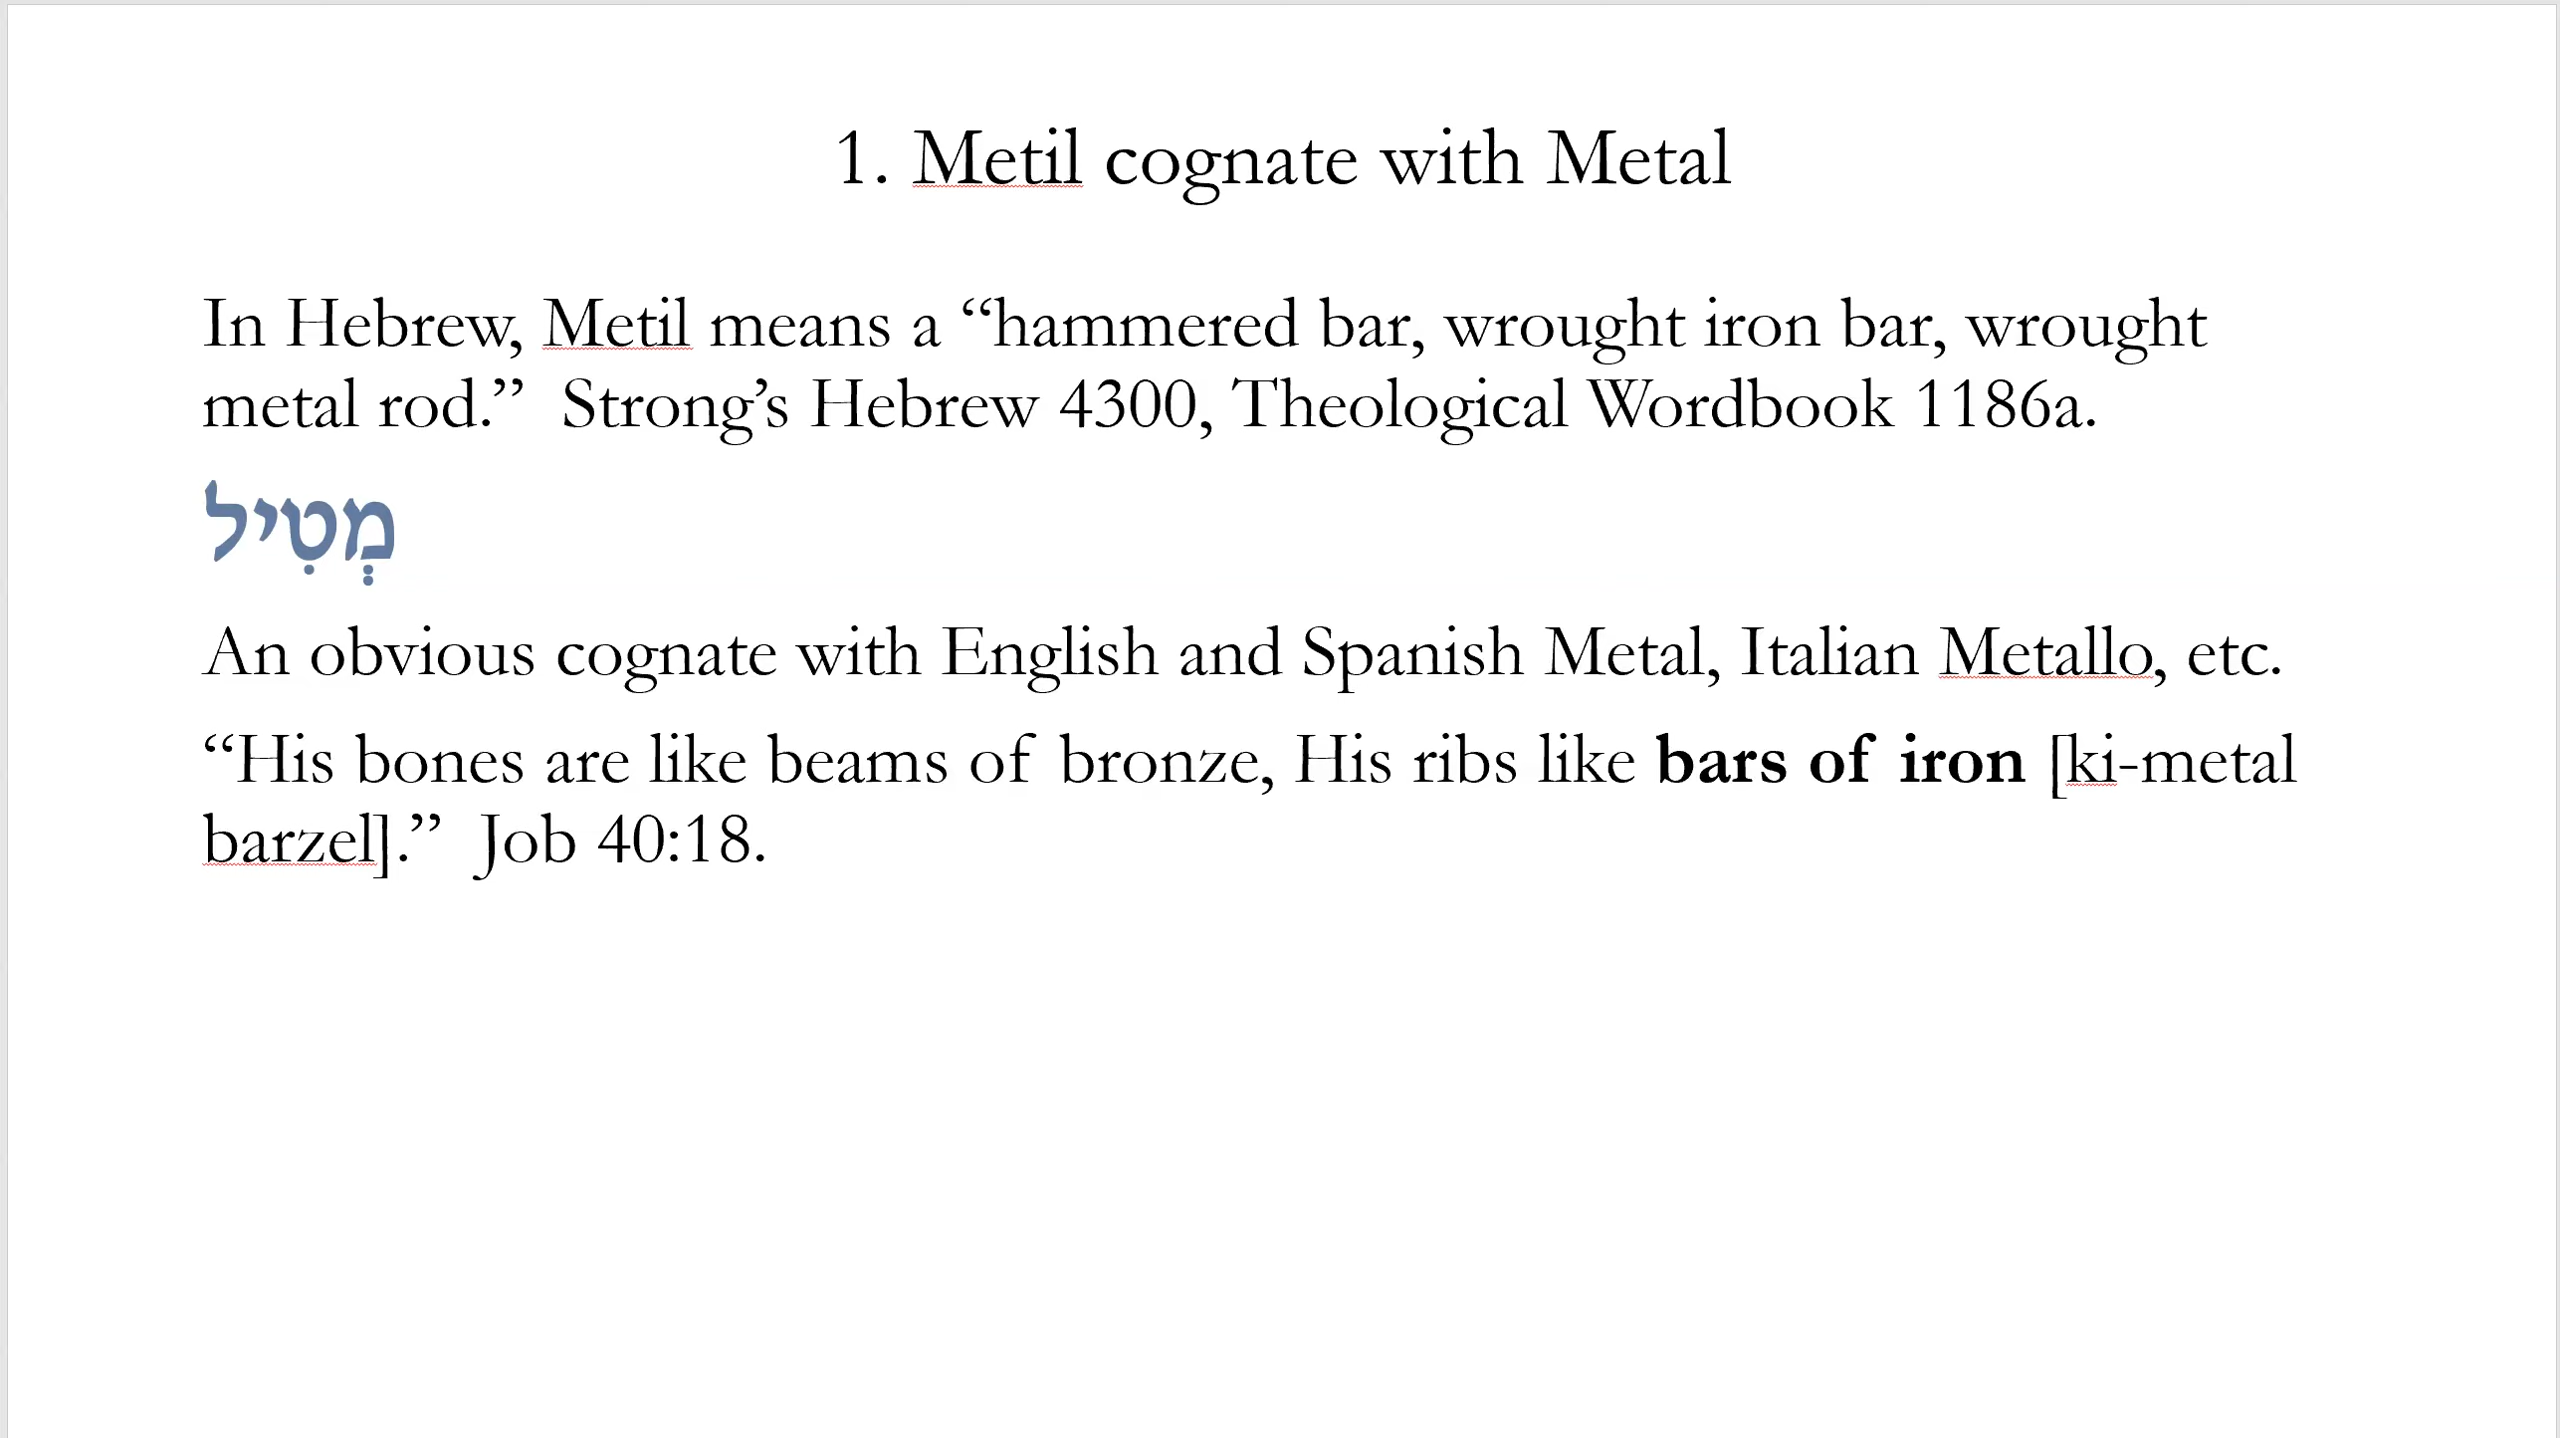 1. Metil cognate with Metal
In Hebrew, Metil means a “hammered bar, wrought iron bar, wrought
metal rod.”  Strong’s Hebrew 4300, Theological Wordbook 1186a.
מְטִיל
An obvious cognate with English and Spanish Metal, Italian Metallo, etc.
“His bones are like beams of bronze, His ribs like bars of iron [ki-metal
barzel].”  Job 40:18.